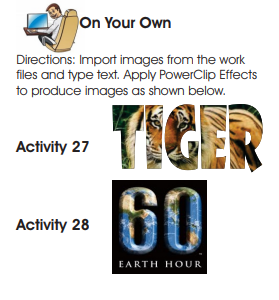 On Your Own
Directions: Import images from the work
files and type text. Apply PowerClip Effects
to produce images as shown below.
TIGER
Activity 27
60
Activity 28
EARTH HOUR